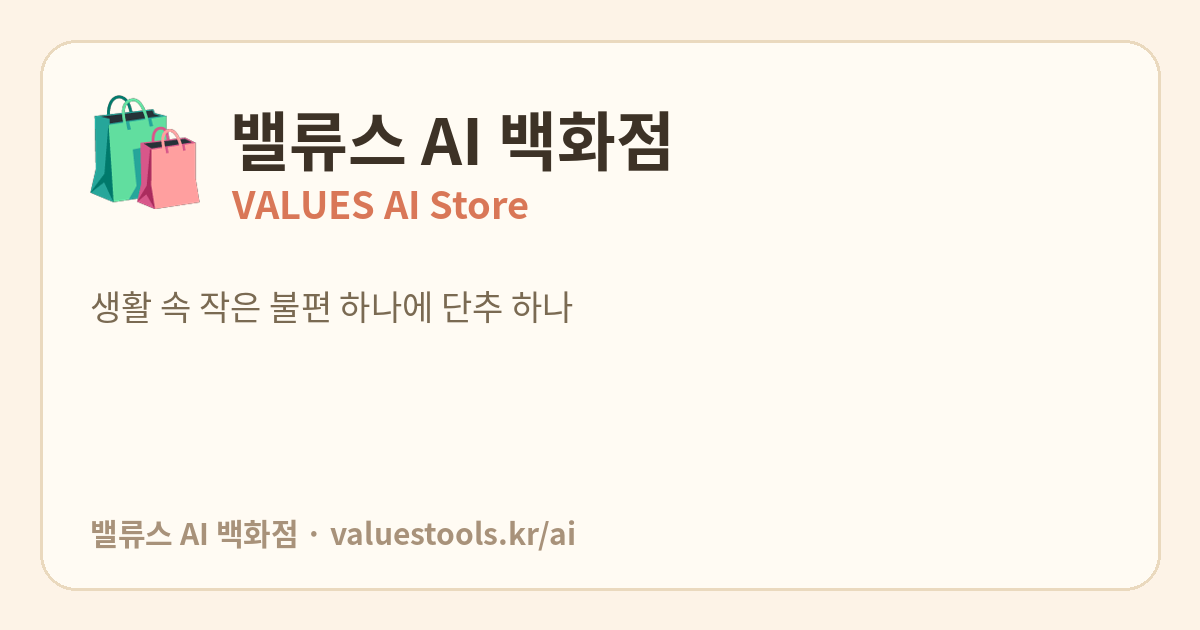 밸류스 AI 백화점
VALUES AI Store
생활 속 작은 불편 하나에 단추 하나
밸류스 AI 백화점 · valuestools.kr/ai